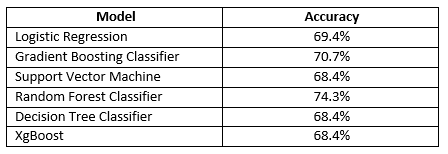 Model Accuracy
Logistic Regression 69.4%
Gradient Boosting Classifier 70.7%
Support Vector Machine 68.4%
Random Forest Classifier 74.3%
Decision Tree Classifier 68.4%
XgBoost 68.4%